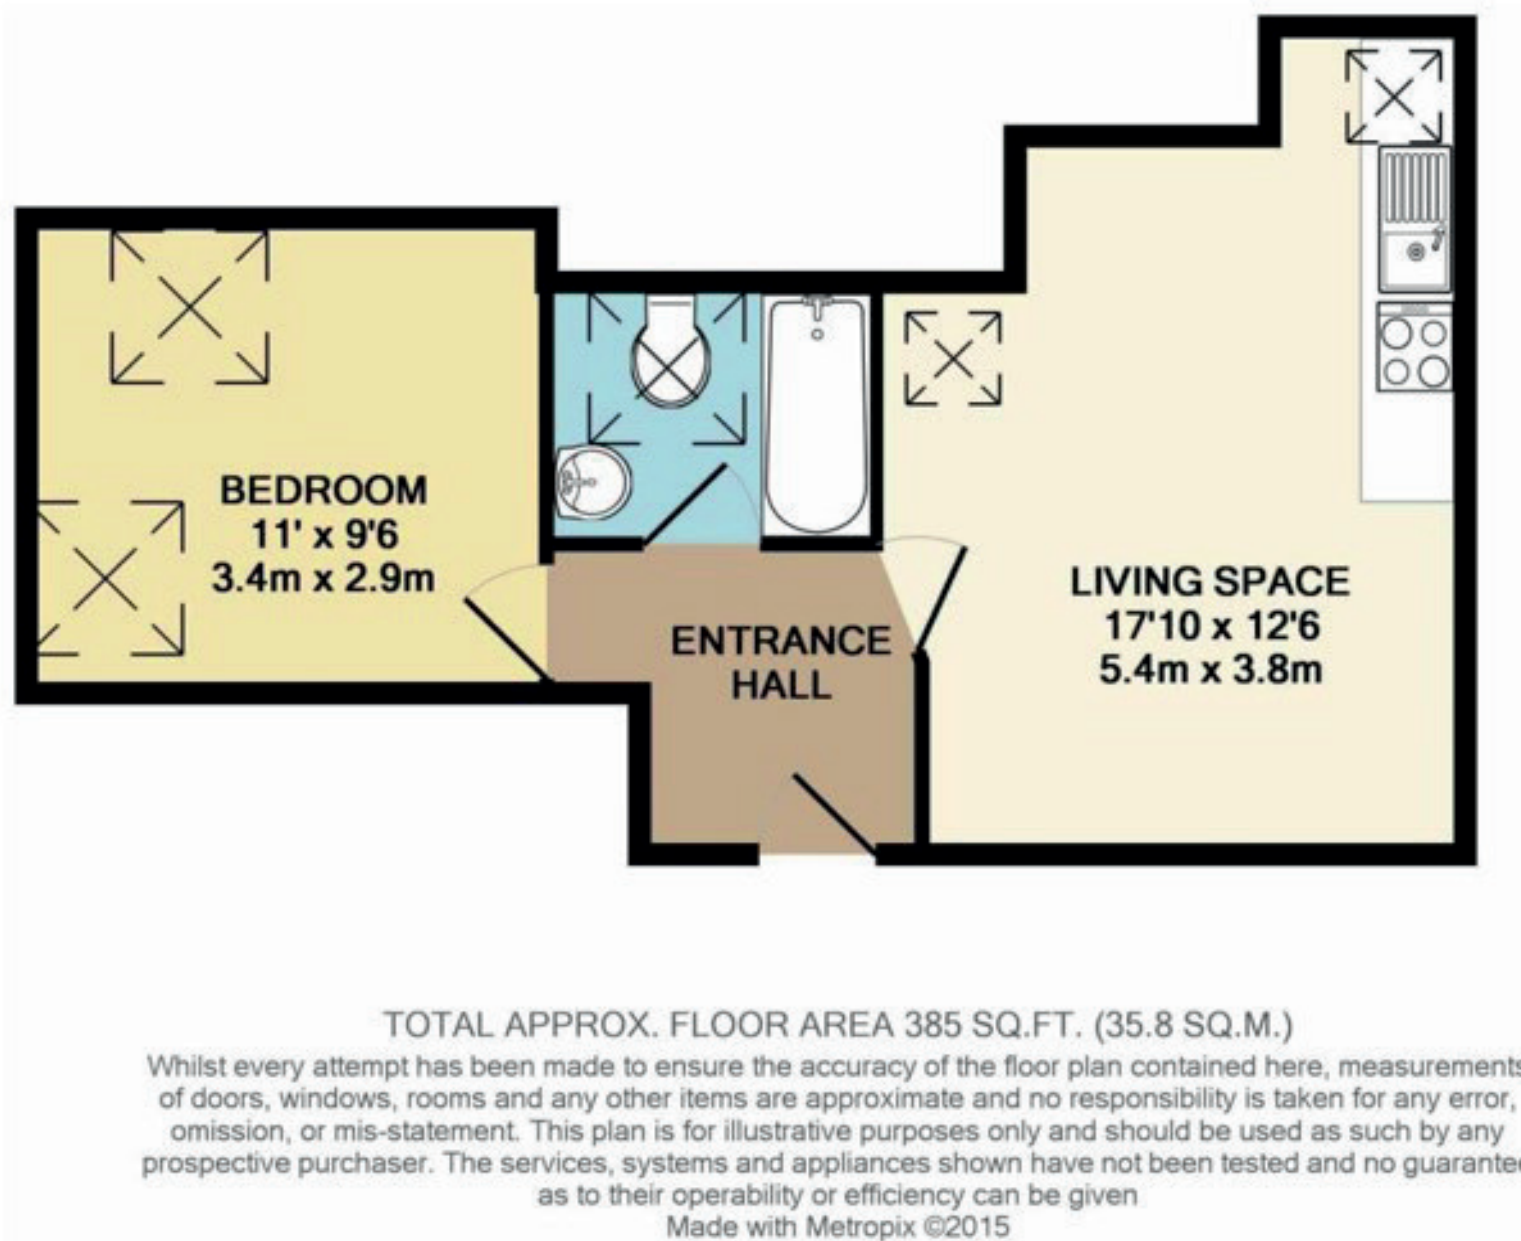 BEDROOM
11' x 9'6
3.4m x 2.9m
ENTRANCE
HALL
LIVING SPACE
17'10 x 12'6
5.4m x 3.8m
TOTAL APPROX. FLOOR AREA 385 SQ.FT. (35.8 SQ.M.)
Whilst every attempt has been made to ensure the accuracy of the floor plan contained here, measurements
of doors, windows, rooms and any other items are approximate and no responsibility is taken for any error,
omission, or mis-statement. This plan is for illustrative purposes only and should be used as such by any
prospective purchaser. The services, systems and appliances shown have not been tested and no guarantee
as to their operability or efficiency can be given
Made with Metropix ©2015